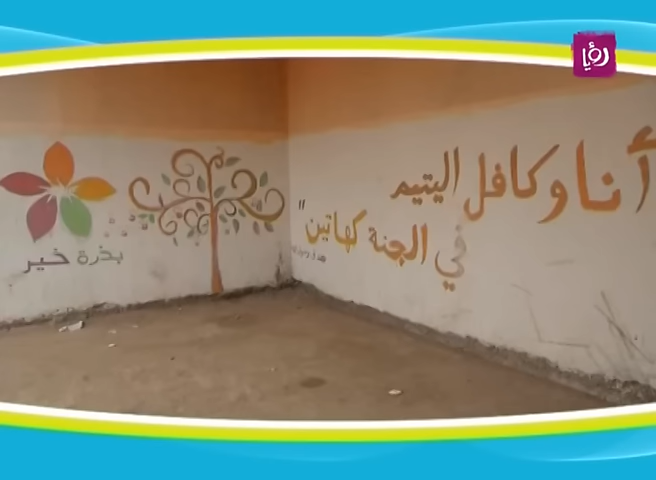 رؤيا
أنا وكافل اليتيم
في الجنة كهاتين"
بذرة خير